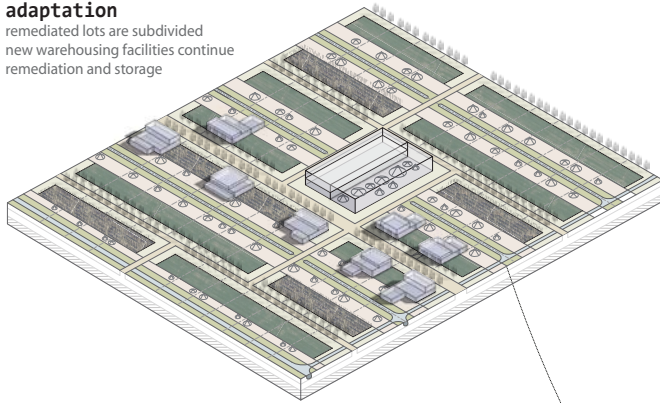 adaptation
remediated lots are subdivided
new warehousing facilities continue
remediation and storage